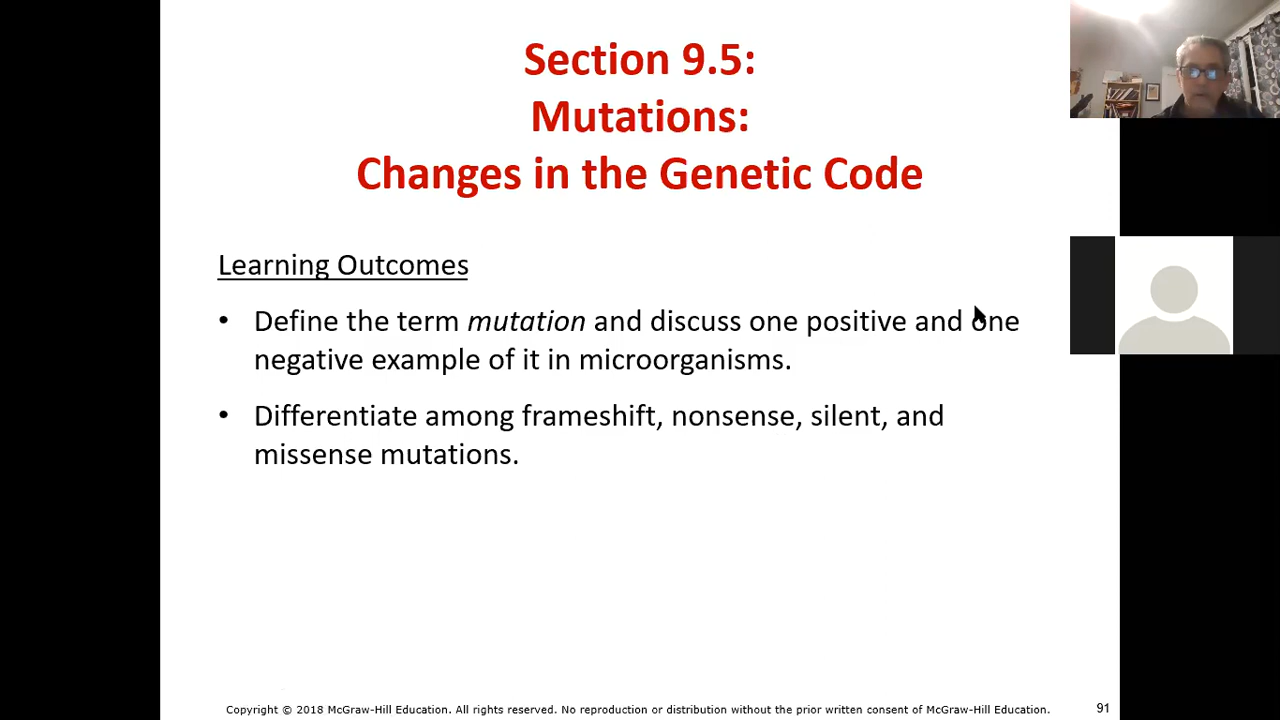 Section 9.5:
Mutations:
Changes in the Genetic Code
Learning Outcomes
• Define the term mutation and discuss one positive and one
negative example of it in microorganisms.
• Differentiate among frameshift, nonsense, silent, and
missense mutations.
Copyright © 2018 McGraw-Hill Education. All rights reserved. No reproduction or distribution without the prior written consent of McGraw-Hill Education.
91